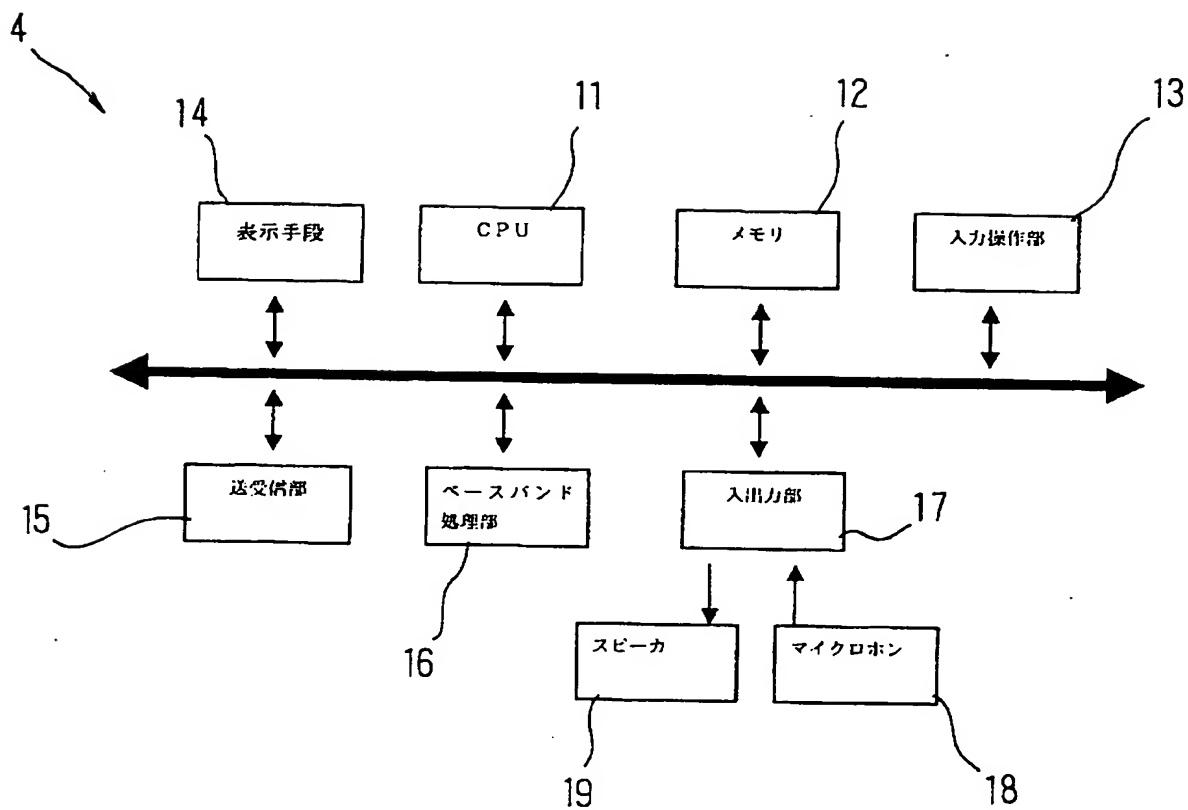 4
14
11
12
13
表示手段
CPU
メモリ
入力操作部
送受信部
ベースバンド
処理部
入出力部
15
16
17
スピーカ
マイクロホン
19
18